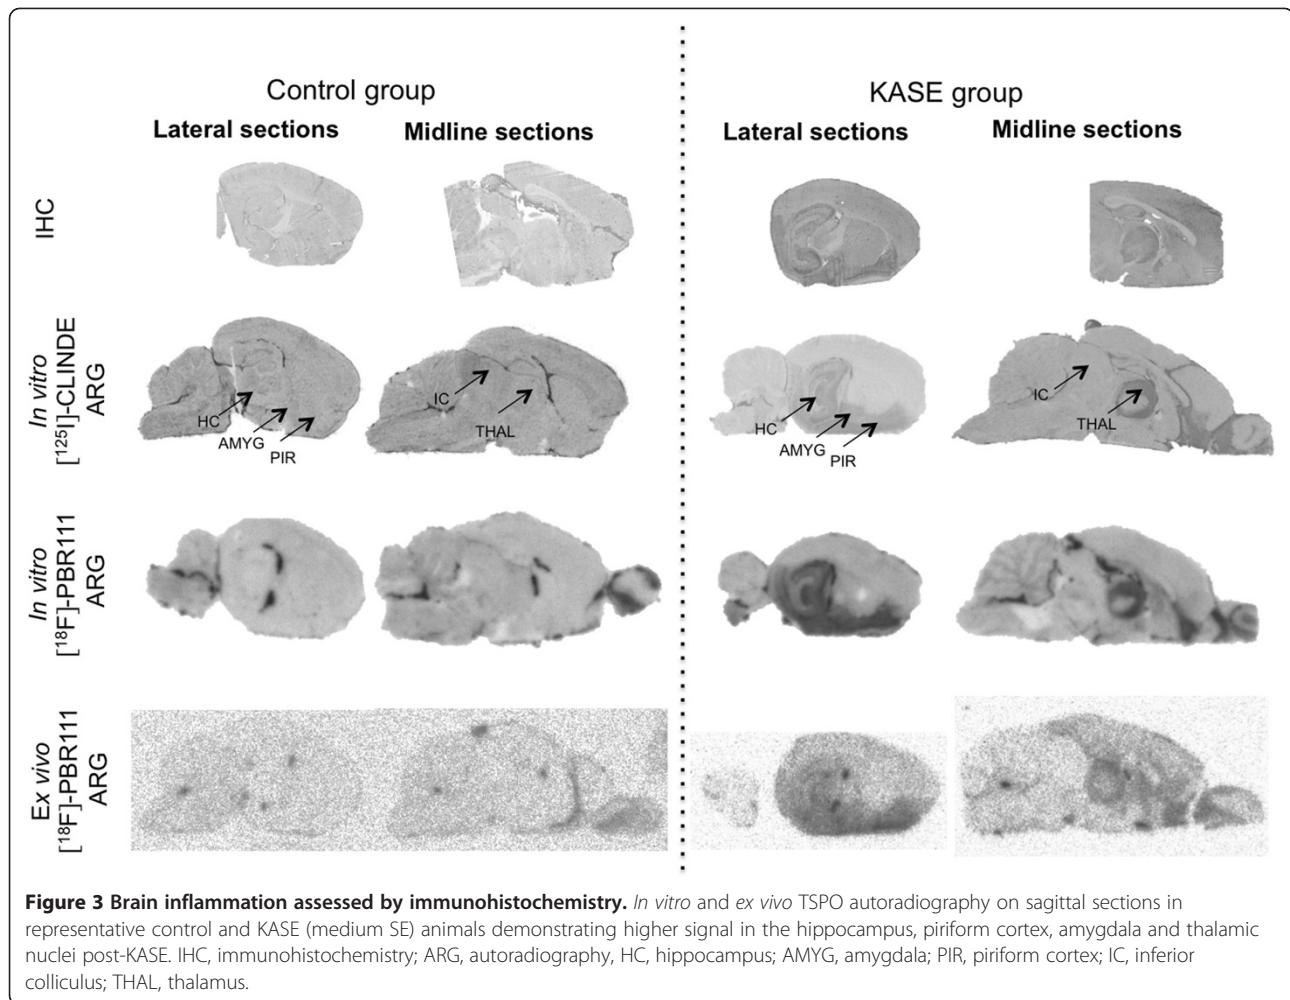 Control group
KASE group
Lateral sections
Midline sections
Lateral sections
Midline sections
IHC
In vitro
[125I]-CLINDE
ARG
HC
AMYG
PIR
IC
THAL
HC
AMYG
PIR
IC
THAL
In vitro
[18F]-PBR111
ARG
Ex vivo
[18F]-PBR111
ARG
Figure 3 Brain inflammation assessed by immunohistochemistry. In vitro and ex vivo TSPO autoradiography on sagittal sections in
representative control and KASE (medium SE) animals demonstrating higher signal in the hippocampus, piriform cortex, amygdala and thalamic
nuclei post-KASE. IHC, immunohistochemistry; ARG, autoradiography, HC, hippocampus; AMYG, amygdala; PIR, piriform cortex; IC, inferior
colliculus; THAL, thalamus.